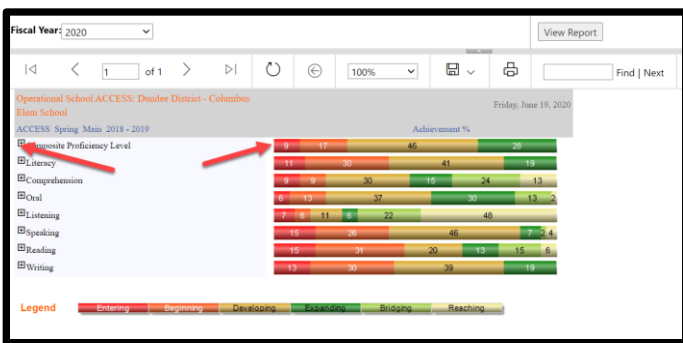 Fiscal Year: 2020
View Report
1 of 1 100% Find | Next
Operational School ACCESS: Dundee District - Columbus
Elem School
Friday, June 19, 2020
ACCESS Spring Main 2018 - 2019 Achievement %
Composite Proficiency Level 9 17 46 28
Literacy 11 30 41 19
Comprehension 9 9 30 15 24 13
Oral 6 13 37 30 13 2
Listening 7 6 11 6 22 48
Speaking 15 26 46 7 2 4
Reading 15 31 20 13 15 6
Writing 13 30 39 19
Legend Entering Beginning Developing Expanding Bridging Reaching